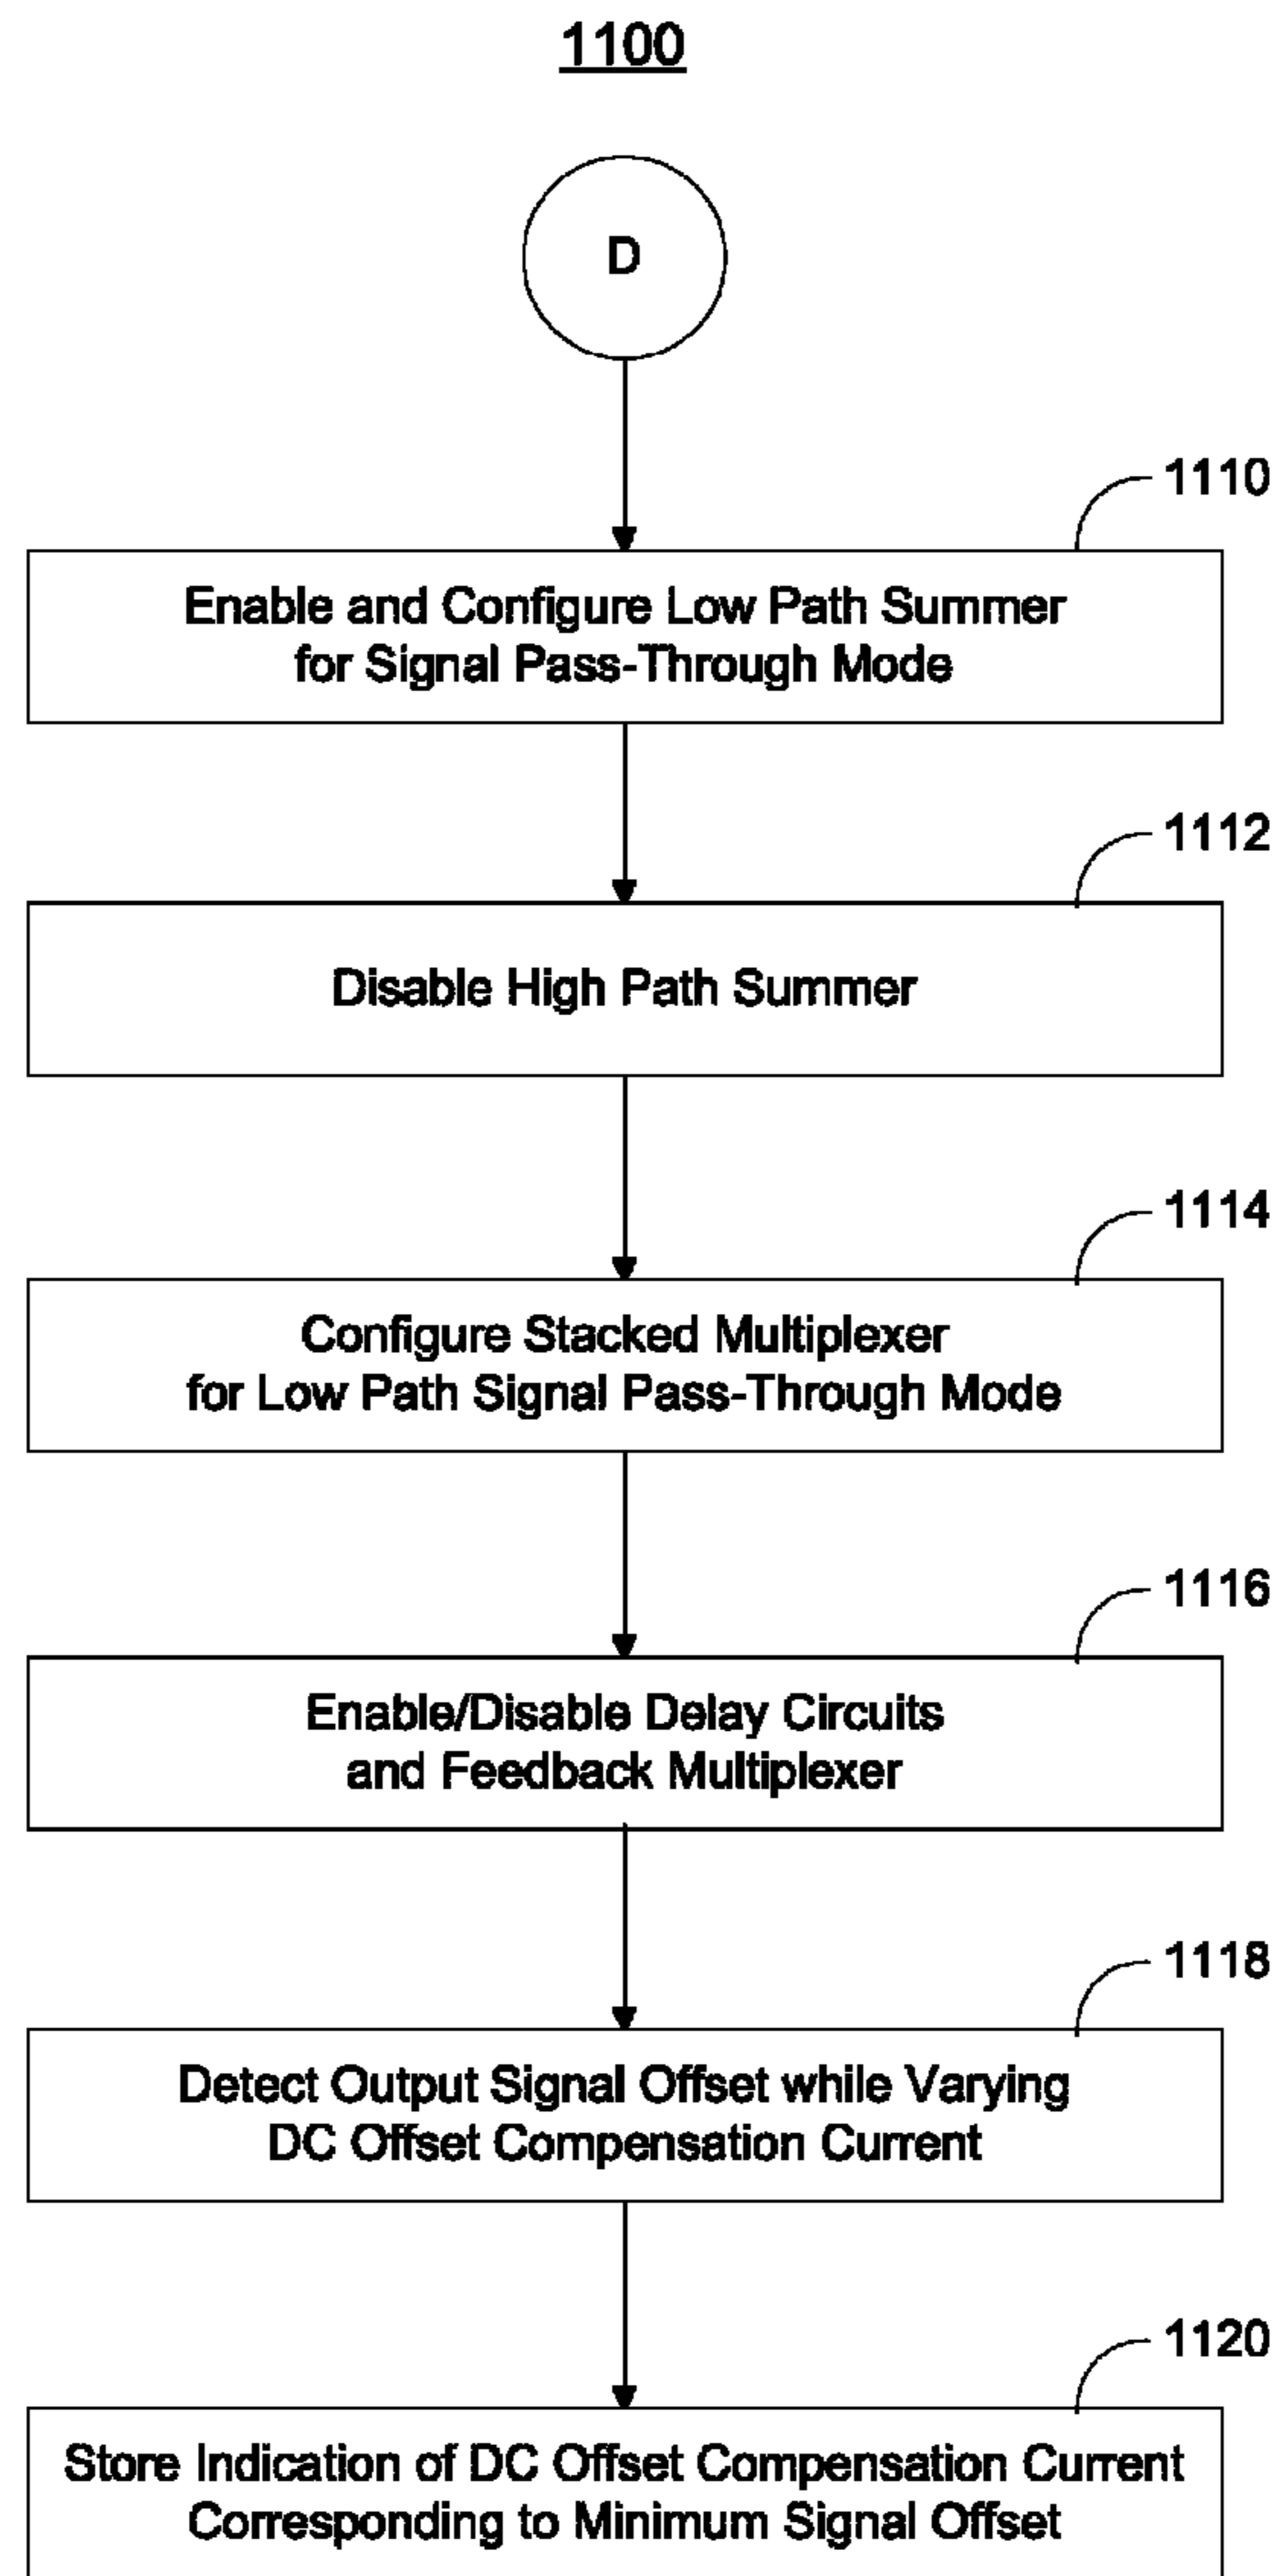 1100
D
1110
Enable and Configure Low Path Summer
for Signal Pass-Through Mode
1112
Disable High Path Summer
1114
Configure Stacked Multiplexer
for Low Path Signal Pass-Through Mode
1116
Enable/Disable Delay Circuits
and Feedback Multiplexer
1118
Detect Output Signal Offset while Varying
DC Offset Compensation Current
1120
Store Indication of DC Offset Compensation Current
Corresponding to Minimum Signal Offset